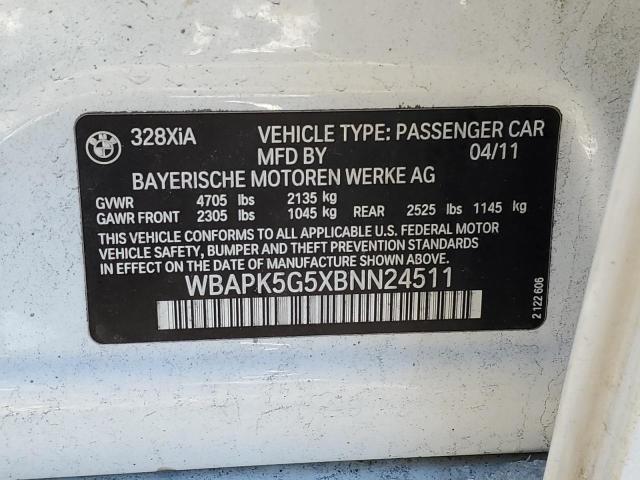 BMW
328XiA VEHICLE TYPE: PASSENGER CAR
MFD BY 04/11
BAYERISCHE MOTOREN WERKE AG
GVWR 4705 lbs 2135 kg
GAWR FRONT 2305 lbs 1045 kg REAR 2525 lbs 1145 kg
THIS VEHICLE CONFORMS TO ALL APPLICABLE U.S. FEDERAL MOTOR
VEHICLE SAFETY, BUMPER AND THEFT PREVENTION STANDARDS IN
EFFECT ON THE DATE OF MANUFACTURE SHOWN ABOVE.
WBAPK5G5XBNN24511
2 122 606